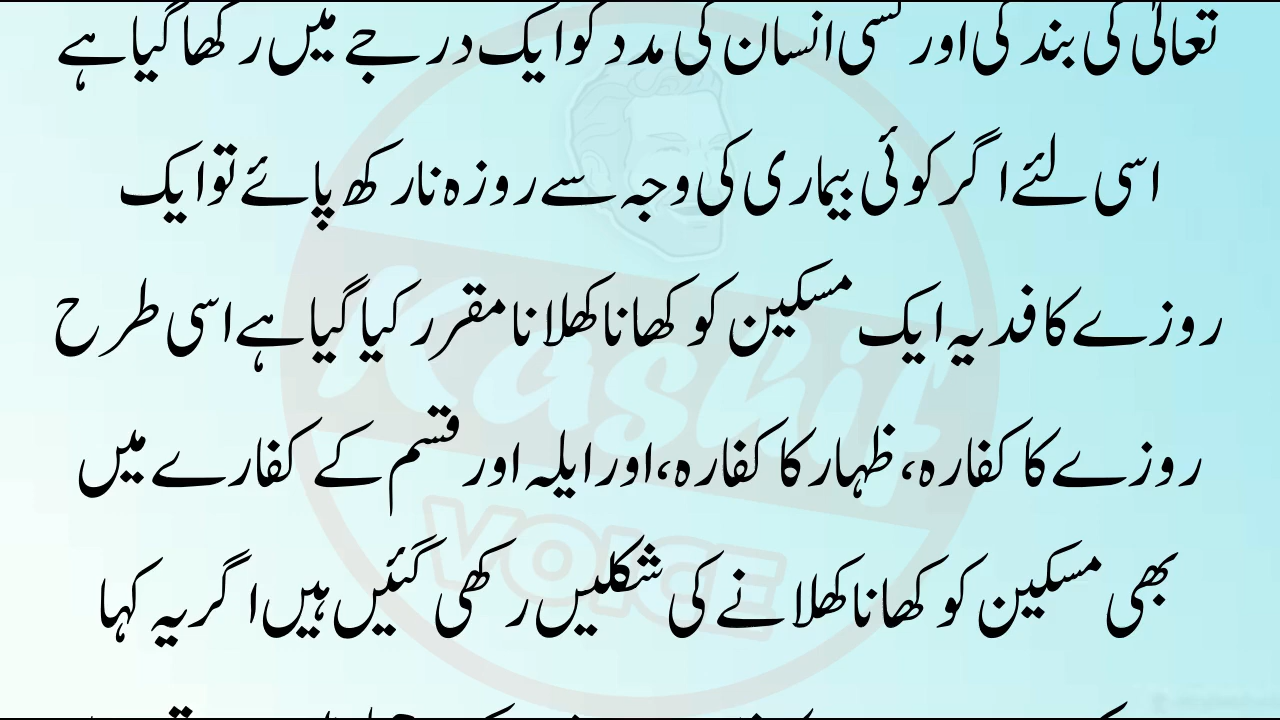 تعالیٰ کی بندگی اور کسی انسان کی مدد کو ایک درجے میں رکھا گیا ہے
اسی لئے اگر کوئی بیماری کی وجہ سے روزہ نا رکھ پائے تو ایک
روزے کا فدیہ ایک مسکین کو کھانا کھلانا مقرر کیا گیا ہے اسی طرح
روزے کا کفارہ، ظہار کا کفارہ، اور ایلہ اور قسم کے کفارے میں
بھی مسکین کو کھانا کھلانے کی شکلیں رکھی گئیں ہیں اگر یہ کہا
Kashif
VOICE